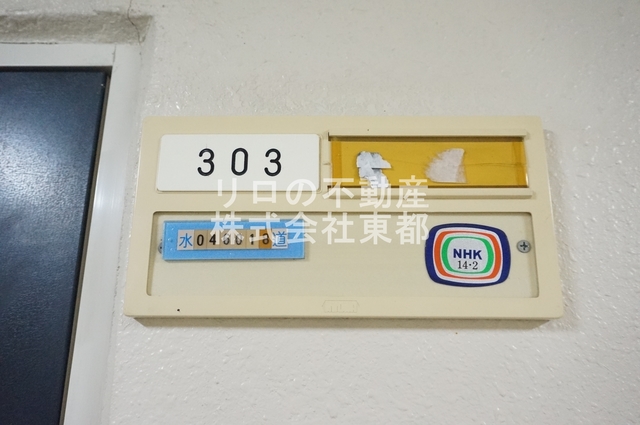 303
リロの不動産
株式会社東都
水 道
NHK
14-2